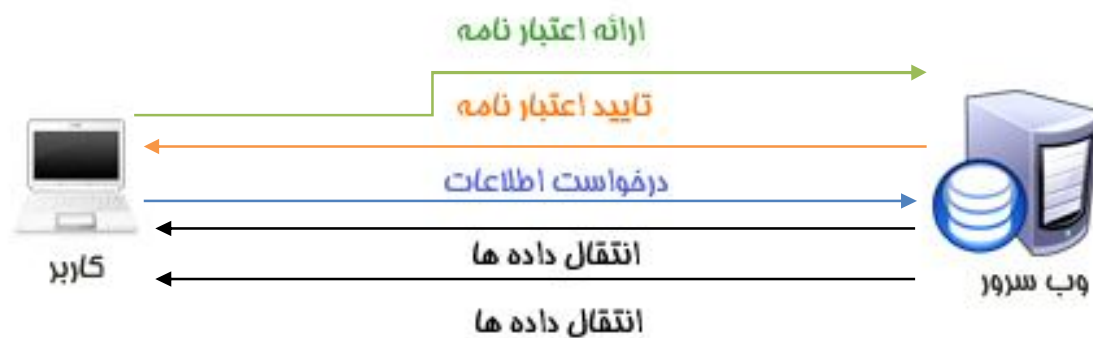 ارائه اعتبار نامه
تایید اعتبار نامه
درخواست اطلاعات
انتقال داده ها
کاربر
وب سرور
انتقال داده ها